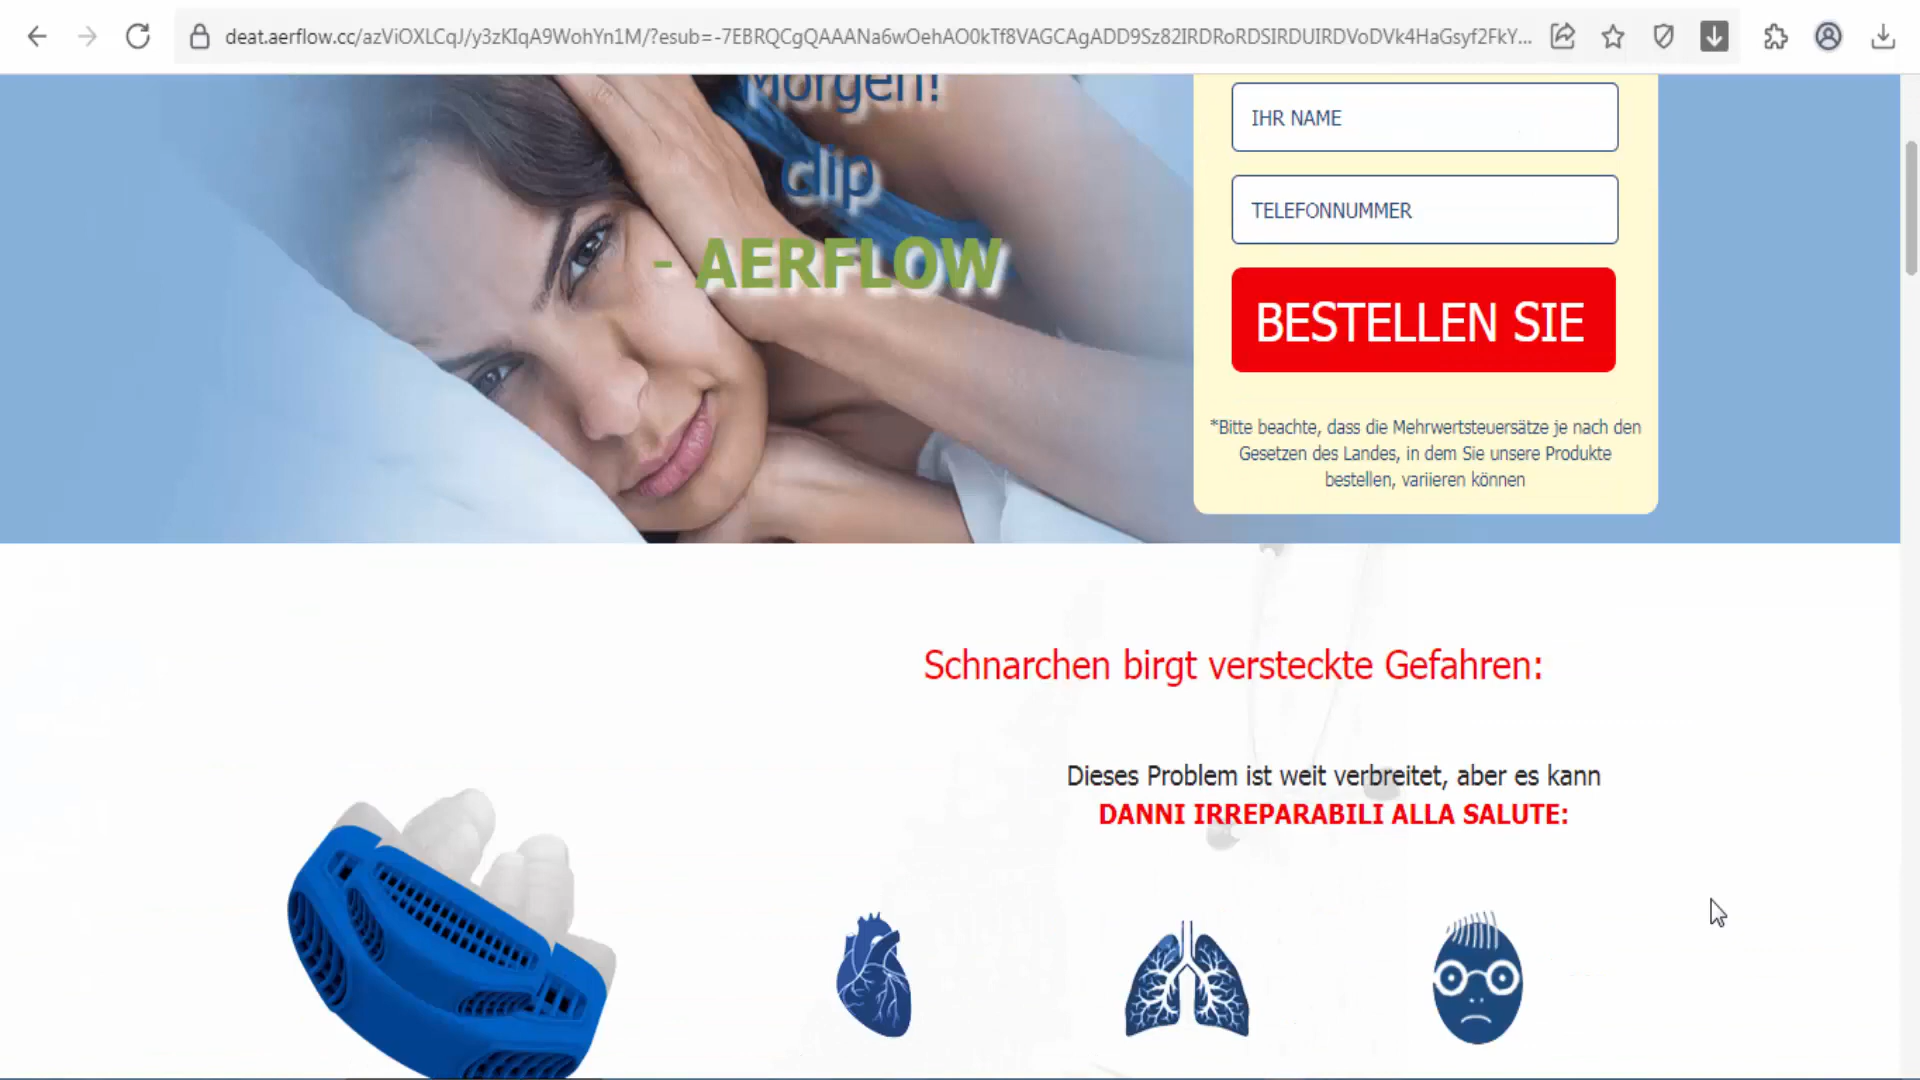 deat.aerflow.cc/azViOXLCqJ/y3zKIqA9WohYn1M/?esub=-7EBRQCgQAAANa6wOehAO0kTf8VAGCAgADD9Sz82IRDRoRDSIRDUIRDVoDVk4HaGsyf2FkY...
Morgen!
clip
- AERFLOW
IHR NAME
TELEFONNUMMER
BESTELLEN SIE
*Bitte beachte, dass die Mehrwertsteuersätze je nach den
Gesetzen des Landes, in dem Sie unsere Produkte
bestellen, variieren können
Schnarchen birgt versteckte Gefahren:
Dieses Problem ist weit verbreitet, aber es kann
DANNI IRREPARABILI ALLA SALUTE: